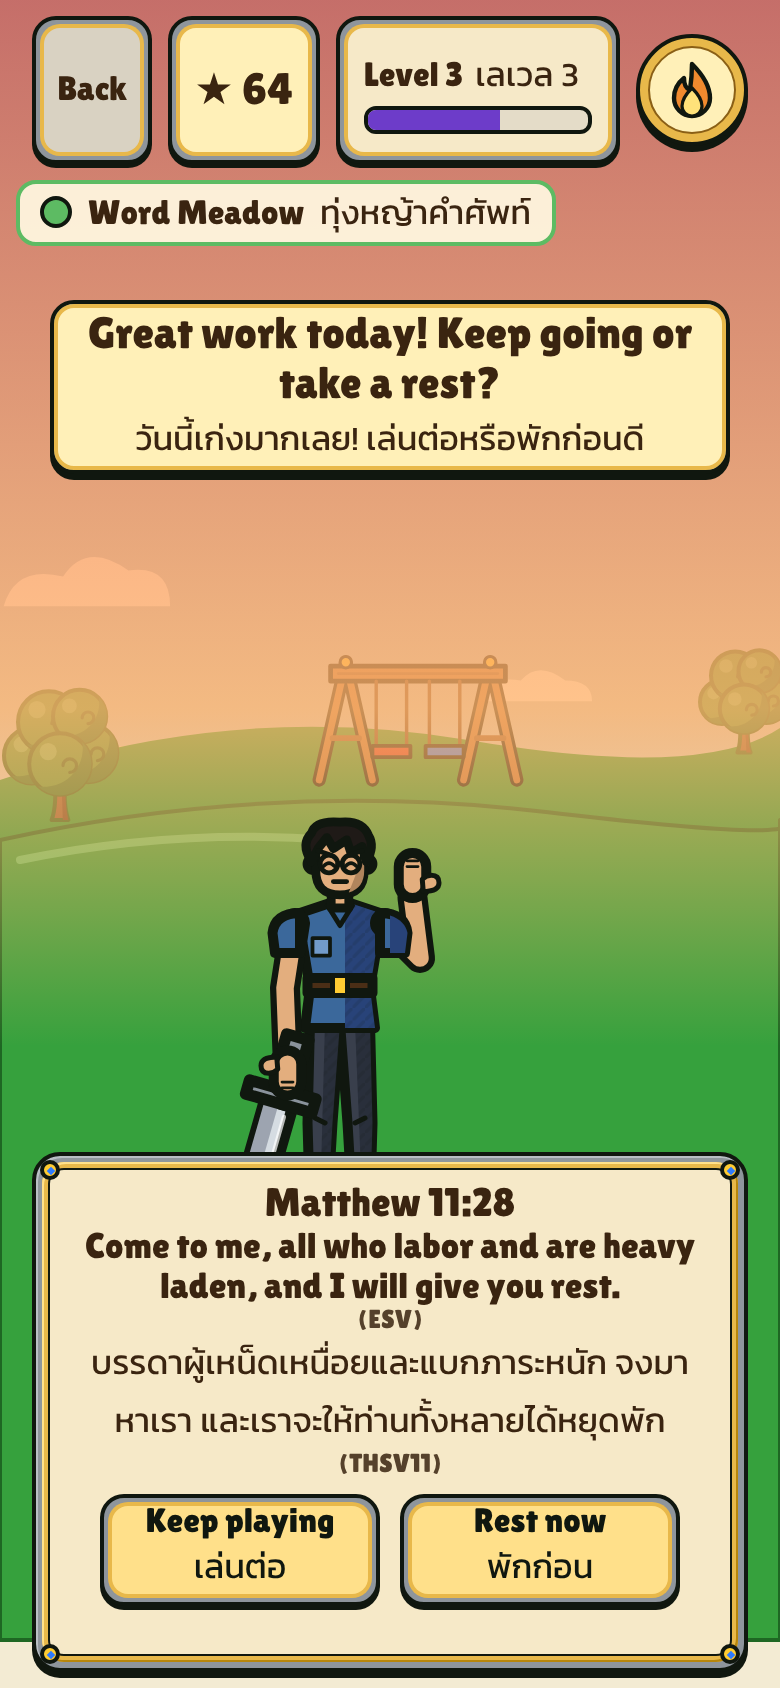 Back
★ 64
Level 3 เลเวล 3
Word Meadow ทุ่งหญ้าคำศัพท์
Great work today! Keep going or
take a rest?
วันนี้เก่งมากเลย! เล่นต่อหรือพักก่อนดี
Matthew 11:28
Come to me, all who labor and are heavy
laden, and I will give you rest.
(ESV)
บรรดาผู้เหน็ดเหนื่อยและแบกภาระหนัก จงมา
หาเรา และเราจะให้ท่านทั้งหลายได้หยุดพัก
(THSV11)
Keep playing
เล่นต่อ
Rest now
พักก่อน